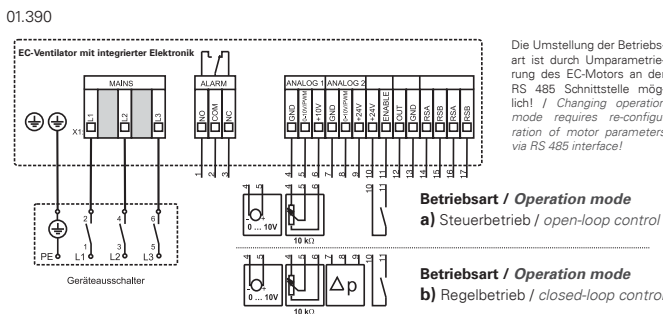 01.390
EC-Ventilator mit integrierter Elektronik
MAINS
ALARM
ANALOG 1 ANALOG 2
X1:
L1
L2
L3
NO
COM
NC
GND
0-10V/PWM
+10V
GND
0-10V/PWM
+24V
+24V
ENABLE
OUT
GND
RSA
RSB
RSA
RSB
1
2
3
4
5
6
7
8
9
10
11
12
13
14
15
16
17
Die Umstellung der Betriebs-
art ist durch Umparametrie-
rung des EC-Motors an der
RS 485 Schnittstelle mög-
lich! / Changing operation
mode requires re-configu-
ration of motor parameters
via RS 485 interface!
2
4
6
1
3
5
PE
L1
L2
L3
Geräteausschalter
4
5
4
5
6
10
11
- +
0 ... 10V
10 kΩ
Betriebsart / Operation mode
a) Steuerbetrieb / open-loop control
4
5
4
5
6
7
8
9
10
11
- +
0 ... 10V
10 kΩ
Δp
Betriebsart / Operation mode
b) Regelbetrieb / closed-loop control